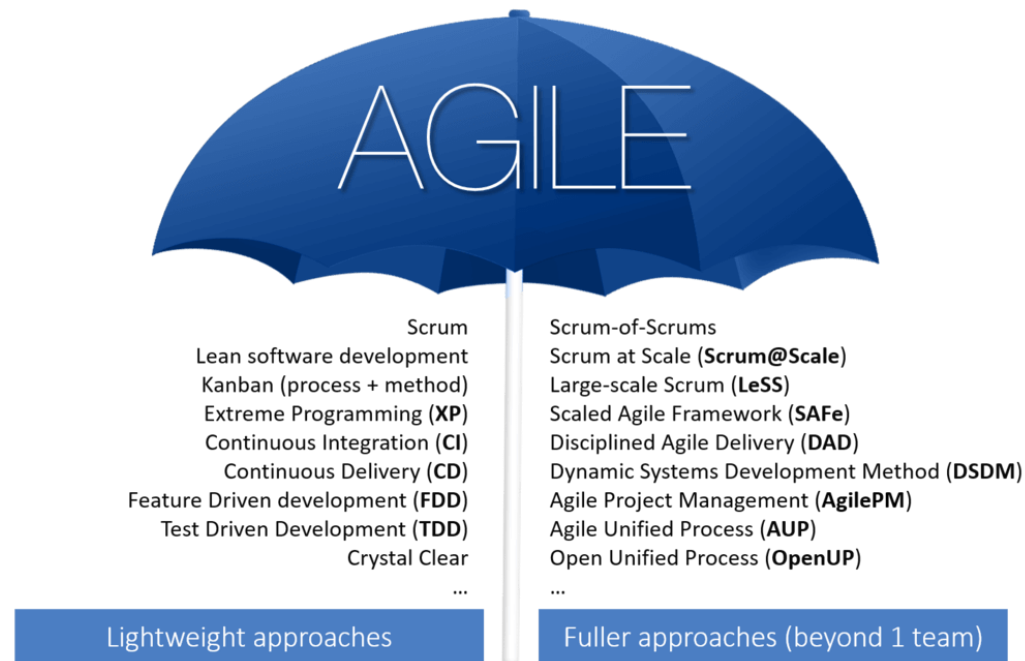 AGILE
Scrum
Lean software development
Kanban (process + method)
Extreme Programming (XP)
Continuous Integration (CI)
Continuous Delivery (CD)
Feature Driven development (FDD)
Test Driven Development (TDD)
Crystal Clear
...
Lightweight approaches
Scrum-of-Scrums
Scrum at Scale (Scrum@Scale)
Large-scale Scrum (LeSS)
Scaled Agile Framework (SAFe)
Disciplined Agile Delivery (DAD)
Dynamic Systems Development Method (DSDM)
Agile Project Management (AgilePM)
Agile Unified Process (AUP)
Open Unified Process (OpenUP)
...
Fuller approaches (beyond 1 team)